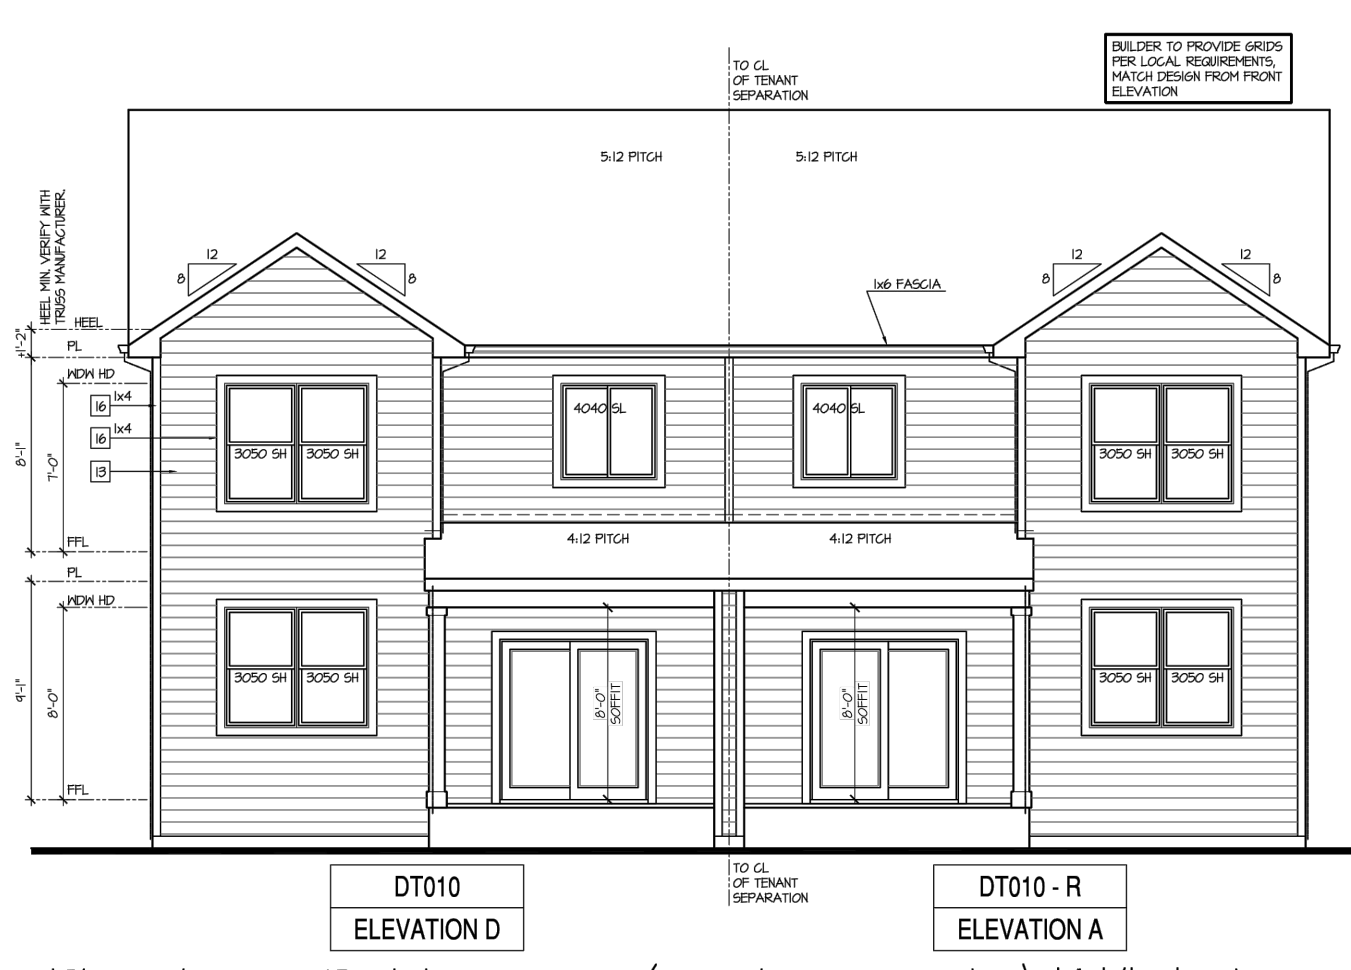 BUILDER TO PROVIDE GRIDS
PER LOCAL REQUIREMENTS,
MATCH DESIGN FROM FRONT
ELEVATION
TO CL
OF TENANT
SEPARATION
5:12 PITCH
5:12 PITCH
HEEL MIN. VERIFY WITH
TRUSS MANUFACTURER.
12
8
12
8
12
8
12
8
1x6 FASCIA
HEEL
±1'-2"
PL
WDW HD
1x4
16
1x4
16
13
8'-1"
7'-0"
4040 SL
4040 SL
3050 SH
3050 SH
3050 SH
3050 SH
FFL
4:12 PITCH
4:12 PITCH
PL
WDW HD
9'-1"
8'-0"
3050 SH
3050 SH
8'-0"
SOFFIT
8'-0"
SOFFIT
3050 SH
3050 SH
FFL
TO CL
OF TENANT
SEPARATION
DT010
ELEVATION D
DT010 - R
ELEVATION A